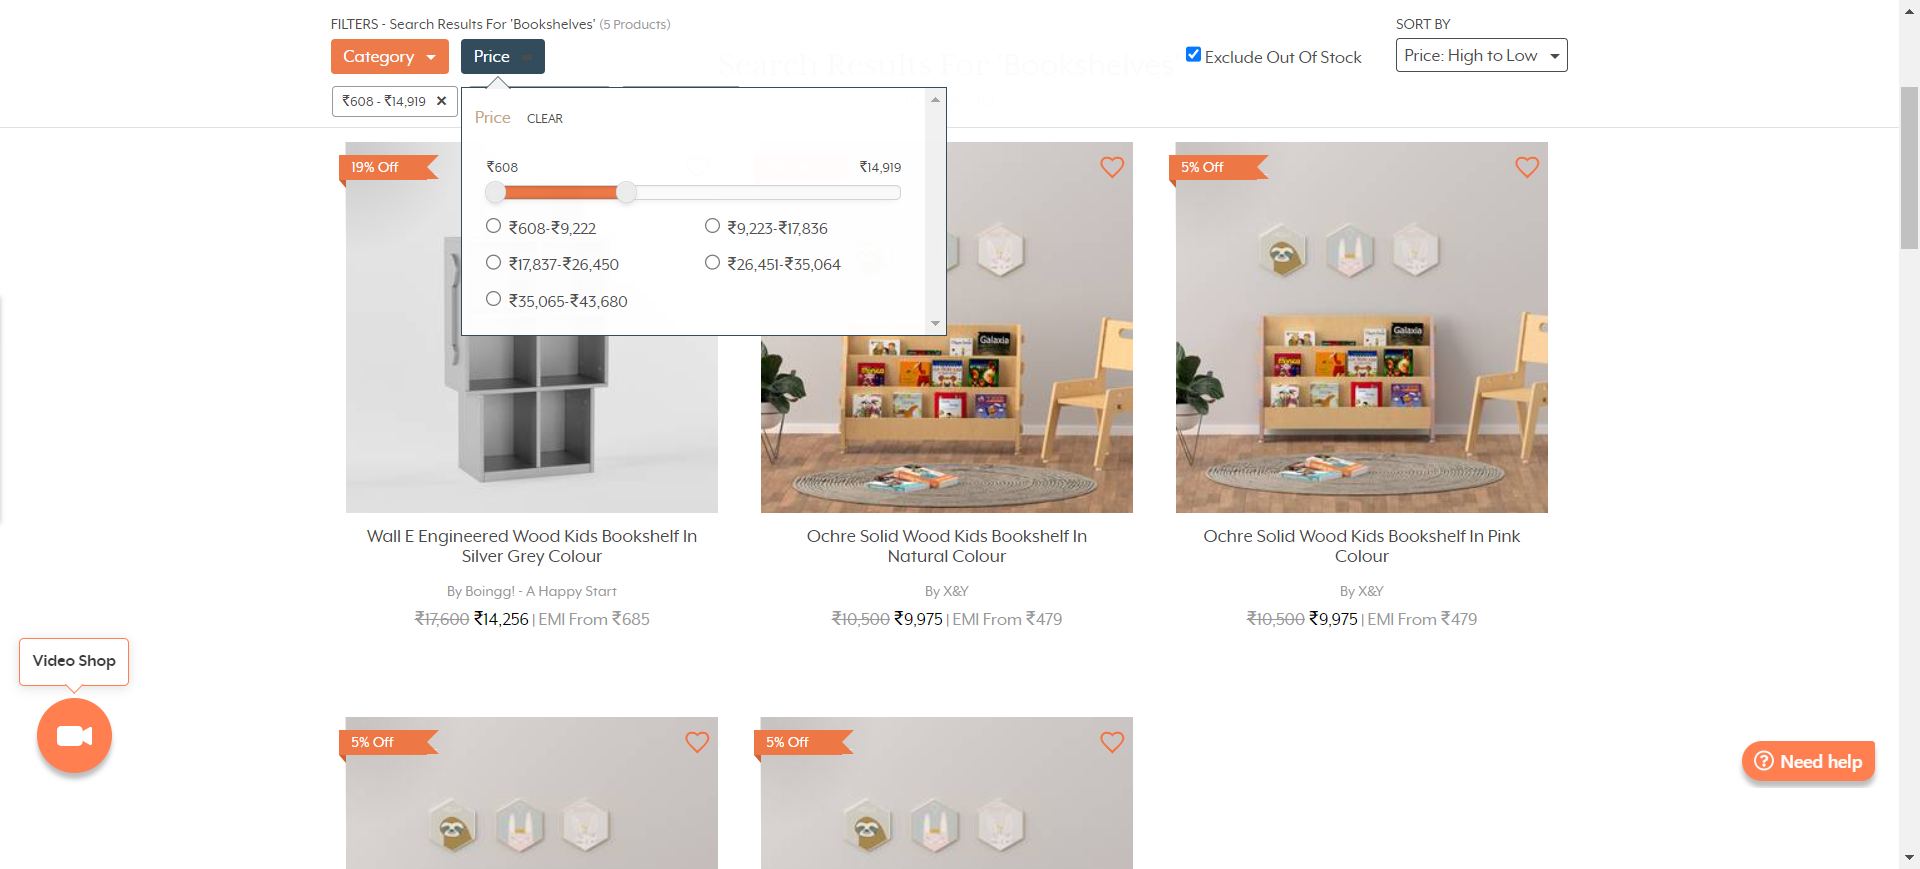 FILTERS - Search Results For 'Bookshelves' (5 Products)
SORT BY
Category
Price
Search Results For 'Bookshelves
Exclude Out Of Stock
Price: High to Low
₹608 - ₹14,919 ✕
Price CLEAR
₹608 ₹14,919
₹608-₹9,222
₹9,223-₹17,836
₹17,837-₹26,450
₹26,451-₹35,064
₹35,065-₹43,680
19% Off
5% Off
Galaxia
Galaxia
Wall E Engineered Wood Kids Bookshelf In
Silver Grey Colour
By Boingg! - A Happy Start
₹17,600 ₹14,256 | EMI From ₹685
Ochre Solid Wood Kids Bookshelf In
Natural Colour
By X&Y
₹10,500 ₹9,975 | EMI From ₹479
Ochre Solid Wood Kids Bookshelf In Pink
Colour
By X&Y
₹10,500 ₹9,975 | EMI From ₹479
Video Shop
5% Off
5% Off
Need help